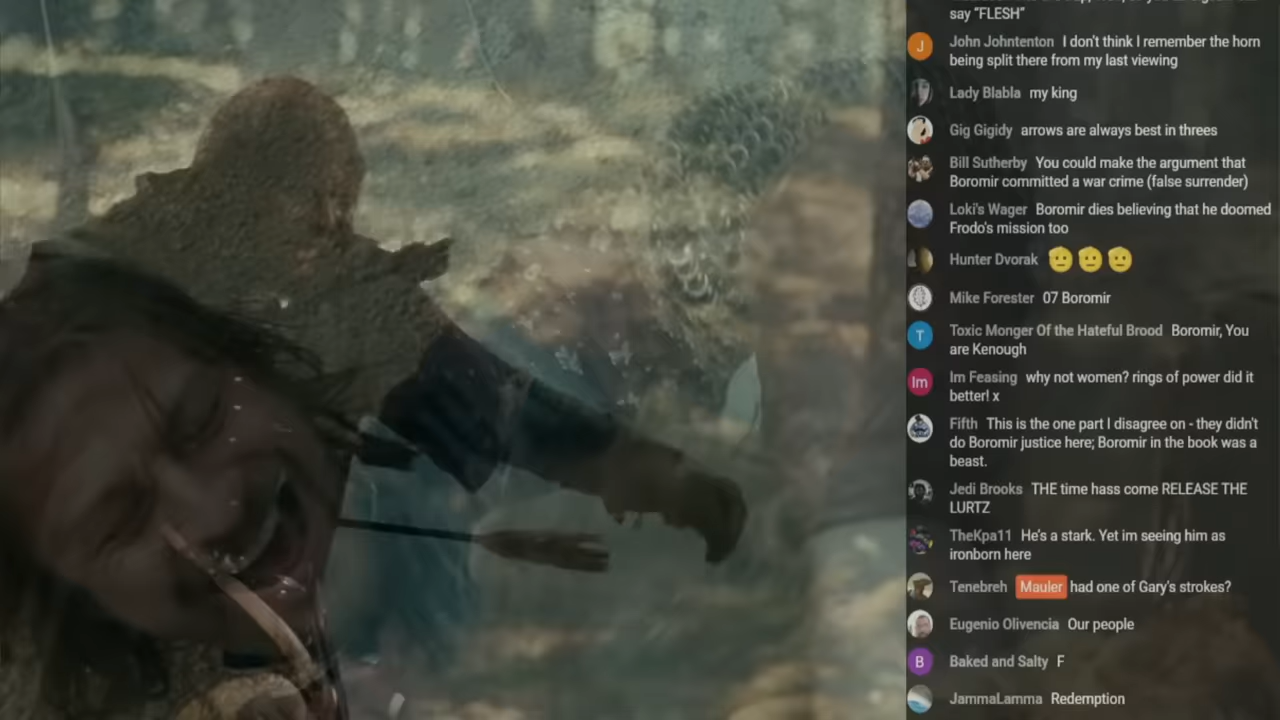 say “FLESH”
J John Johntenton I don't think I remember the horn
being split there from my last viewing
Lady Blabla my king
Gig Gigidy arrows are always best in threes
Bill Sutherby You could make the argument that
Boromir committed a war crime (false surrender)
Loki's Wager Boromir dies believing that he doomed
Frodo's mission too
Hunter Dvorak
Mike Forester 07 Boromir
T Toxic Monger Of the Hateful Brood Boromir, You
are Kenough
Im Im Feasing why not women? rings of power did it
better! x
Fifth This is the one part I disagree on - they didn't
do Boromir justice here; Boromir in the book was a
beast.
Jedi Brooks THE time hass come RELEASE THE
LURTZ
TheKpa11 He's a stark. Yet im seeing him as
ironborn here
Tenebreh Mauler had one of Gary's strokes?
Eugenio Olivencia Our people
B Baked and Salty F
JammaLamma Redemption